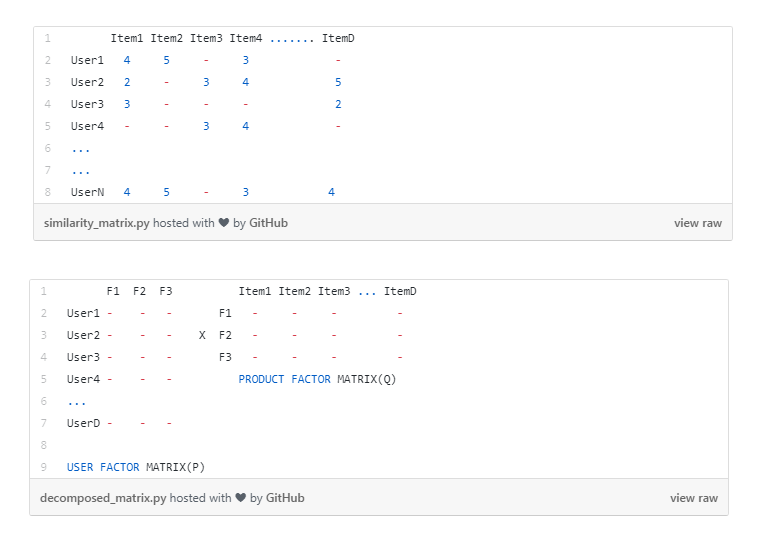 1 Item1 Item2 Item3 Item4 ....... ItemD
2 User1 4 5 - 3 -
3 User2 2 - 3 4 5
4 User3 3 - - - 2
5 User4 - - 3 4 -
6 ...
7 ...
8 UserN 4 5 - 3 4
similarity_matrix.py hosted with ❤ by GitHub view raw
1 F1 F2 F3 Item1 Item2 Item3 ... ItemD
2 User1 - - - F1 - - - -
3 User2 - - - X F2 - - - -
4 User3 - - - F3 - - - -
5 User4 - - - PRODUCT FACTOR MATRIX(Q)
6 ...
7 UserD - - -
8
9 USER FACTOR MATRIX(P)
decomposed_matrix.py hosted with ❤ by GitHub view raw